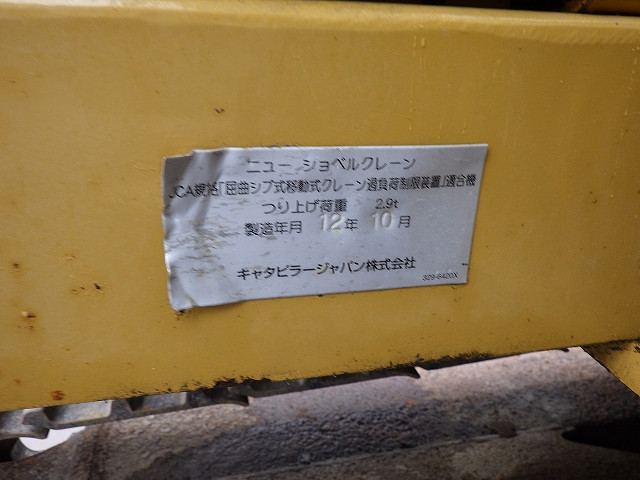 ニュー ショベルクレーン
JCA規格「屈曲ジブ式移動式クレーン過負荷制限装置」適合機
つり上げ荷重 2.9t
製造年月 12年 10月
キャタピラージャパン株式会社
329-6420X